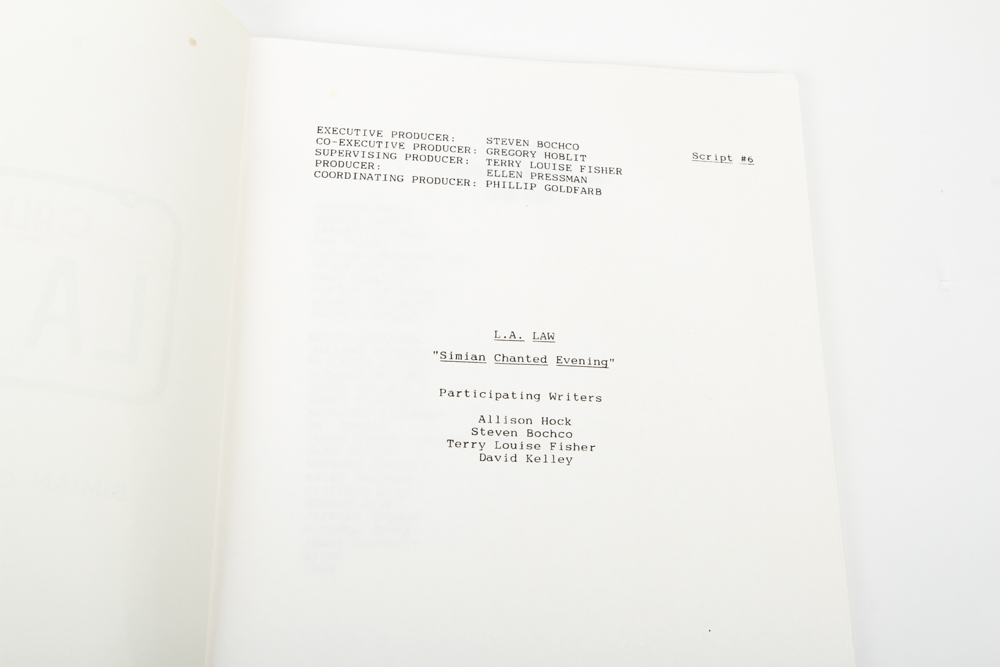 EXECUTIVE PRODUCER: STEVEN BOCHCO
CO-EXECUTIVE PRODUCER: GREGORY HOBLIT
SUPERVISING PRODUCER: TERRY LOUISE FISHER
PRODUCER: ELLEN PRESSMAN
COORDINATING PRODUCER: PHILLIP GOLDFARB
Script #6
L.A. LAW
"Simian Chanted Evening"
Participating Writers
Allison Hock
Steven Bochco
Terry Louise Fisher
David Kelley